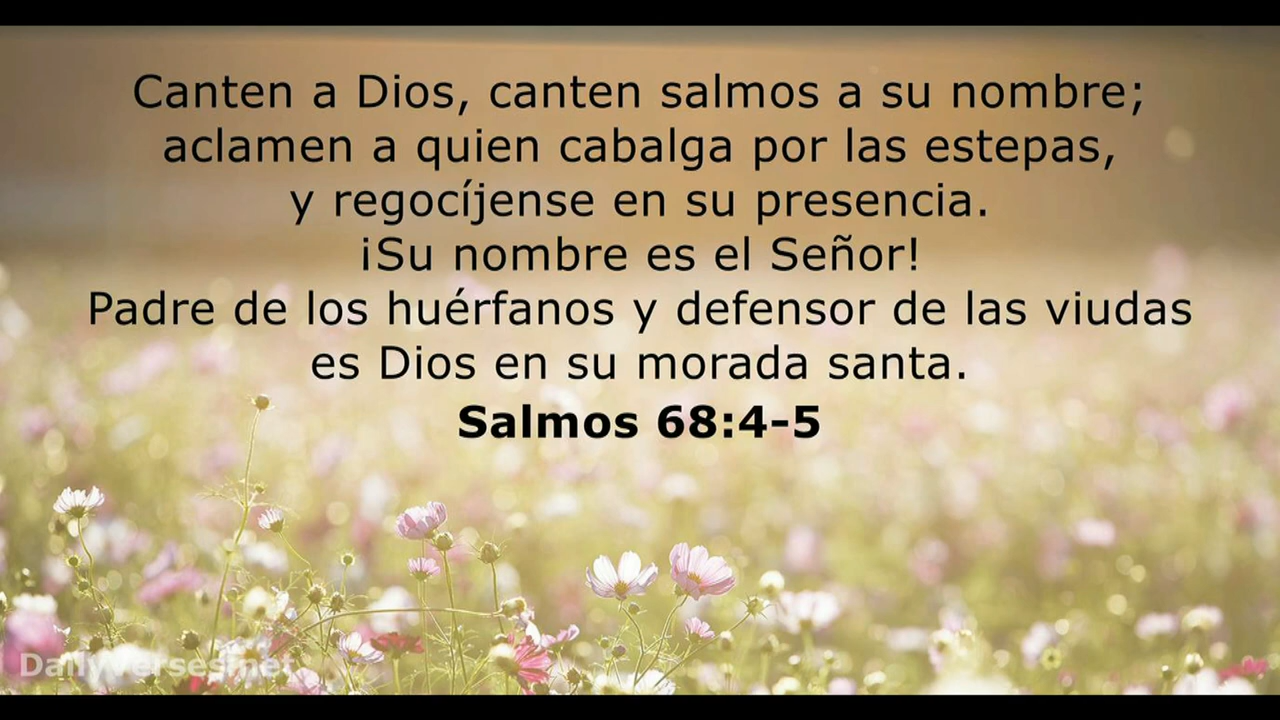 Canten a Dios, canten salmos a su nombre;
aclamen a quien cabalga por las estepas,
y regocíjense en su presencia.
¡Su nombre es el Señor!
Padre de los huérfanos y defensor de las viudas
es Dios en su morada santa.
Salmos 68:4-5
DailyVerses.net